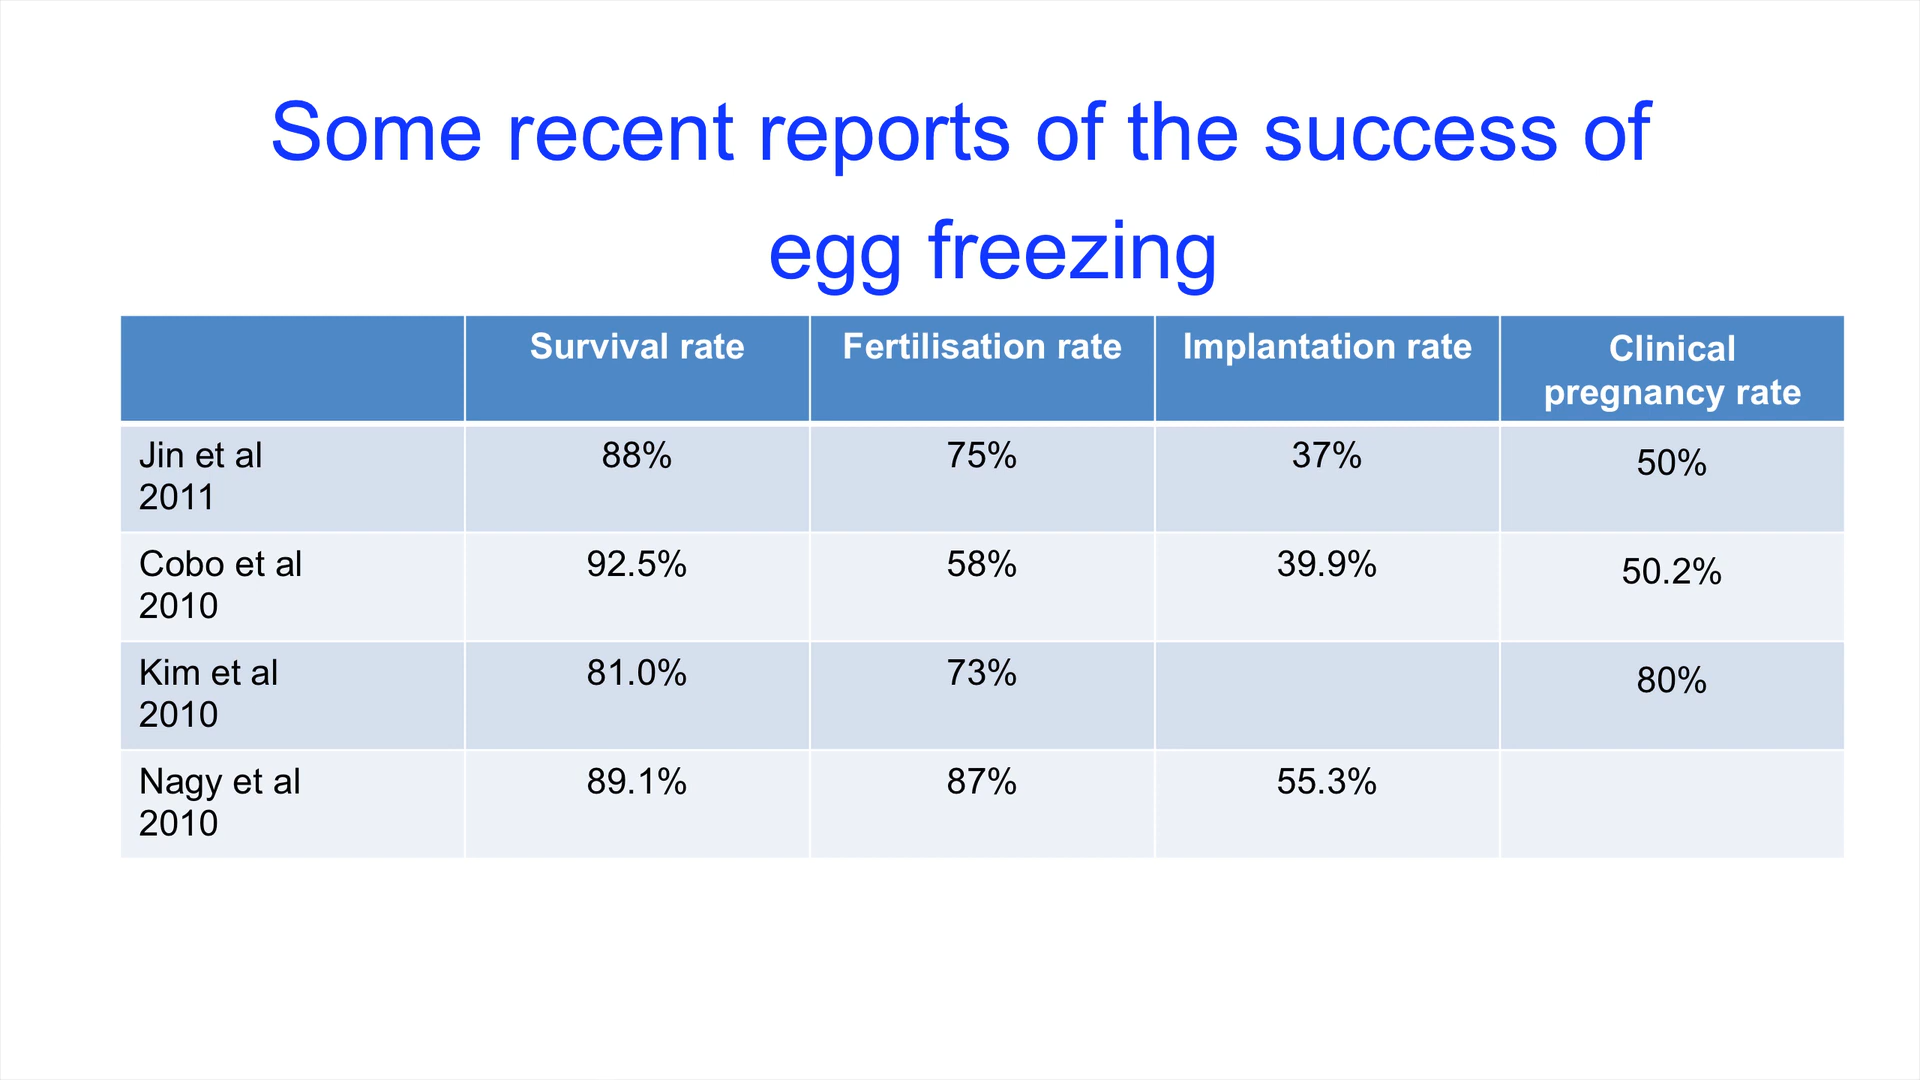 Some recent reports of the success of
egg freezing
Survival rate
Fertilisation rate
Implantation rate
Clinical
pregnancy rate
Jin et al
2011
88%
75%
37%
50%
Cobo et al
2010
92.5%
58%
39.9%
50.2%
Kim et al
2010
81.0%
73%
80%
Nagy et al
2010
89.1%
87%
55.3%